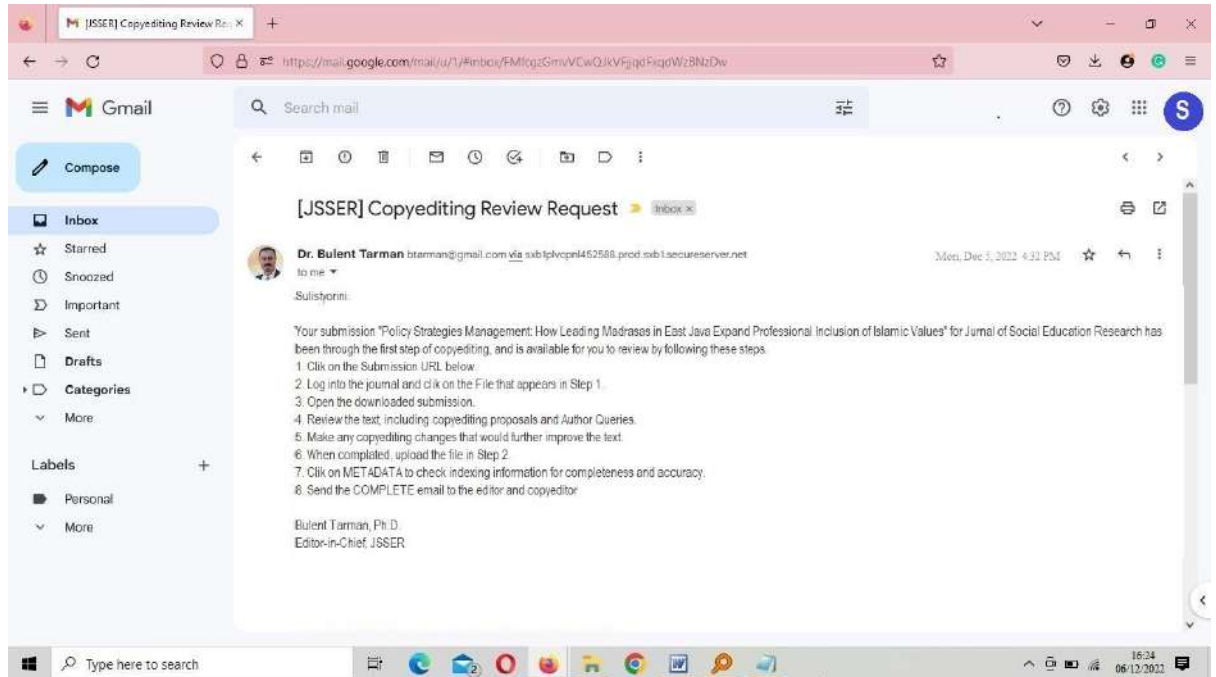 [JSSER] Copyediting Review Re
https://mail.google.com/mail/u/1/#inbox/
Gmail
Search mail
S
Compose
[JSSER] Copyediting Review Request
Inbox ×
Inbox
Starred
Snoozed
Important
Sent
Drafts
Categories
More
Labels
+
Personal
More
Dr. Bulent Tarman btarman@gmail.com via
Mon, Dec 5, 2022 4:32 PM
to me
Sulistyorini:
Your submission "Policy Strategies Management: How Leading Madrasas in East Java Expand Professional Inclusion of Islamic Values" for Jurnal of Social Education Research has
been through the first step of copyediting, and is available for you to review by following these steps.
1. Clik on the Submission URL below.
2. Log into the journal and clik on the File that appears in Step 1.
3. Open the downloaded submission.
4. Review the text, including copyediting proposals and Author Queries.
5. Make any copyediting changes that would further improve the text.
6. When complated, upload the file in Step 2.
7. Clik on METADATA to check indexing information for completeness and accuracy.
8. Send the COMPLETE email to the editor and copyeditor
Bulent Tarman, Ph.D.
Editor-in-Chief, JSSER
Type here to search
2
16:24
06/12/2022